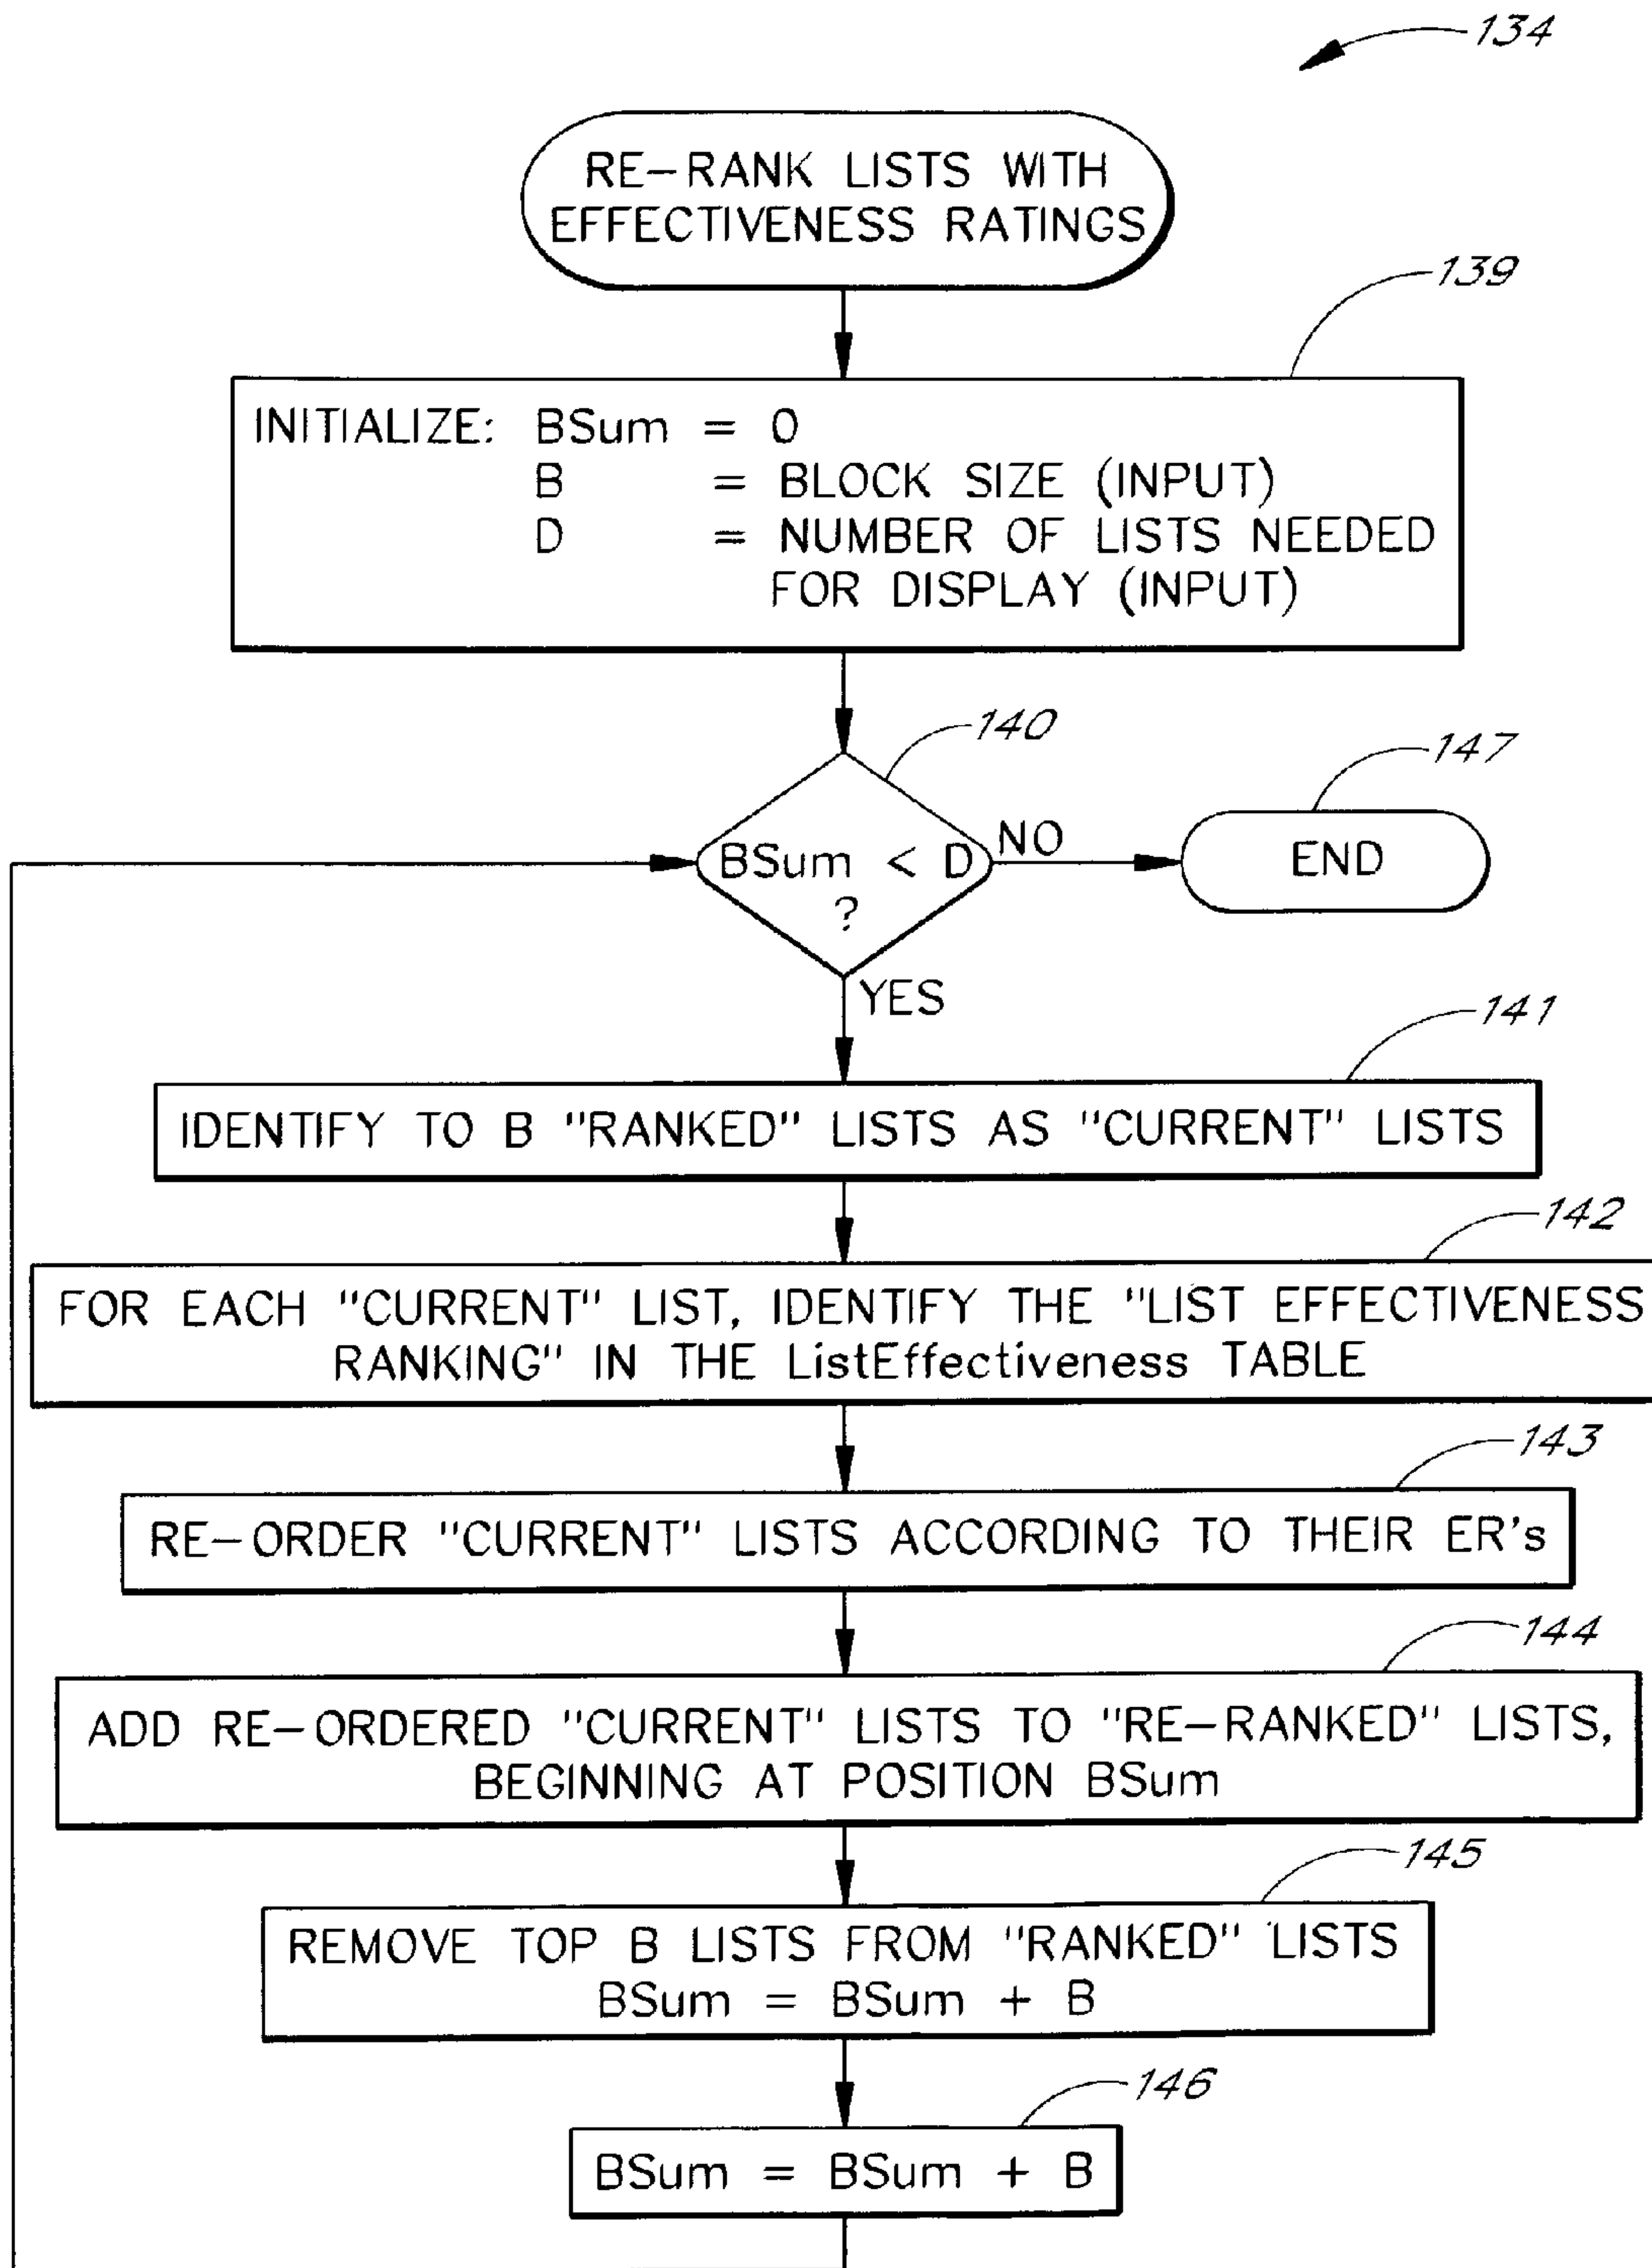 134
RE-RANK LISTS WITH
EFFECTIVENESS RATINGS
139
INITIALIZE: BSum = 0
B = BLOCK SIZE (INPUT)
D = NUMBER OF LISTS NEEDED
FOR DISPLAY (INPUT)
140
147
BSum < D
?
NO
END
YES
141
IDENTIFY TO B "RANKED" LISTS AS "CURRENT" LISTS
142
FOR EACH "CURRENT" LIST, IDENTIFY THE "LIST EFFECTIVENESS
RANKING" IN THE ListEffectiveness TABLE
143
RE-ORDER "CURRENT" LISTS ACCORDING TO THEIR ER's
144
ADD RE-ORDERED "CURRENT" LISTS TO "RE-RANKED" LISTS,
BEGINNING AT POSITION BSum
145
REMOVE TOP B LISTS FROM "RANKED" LISTS
BSum = BSum + B
146
BSum = BSum + B